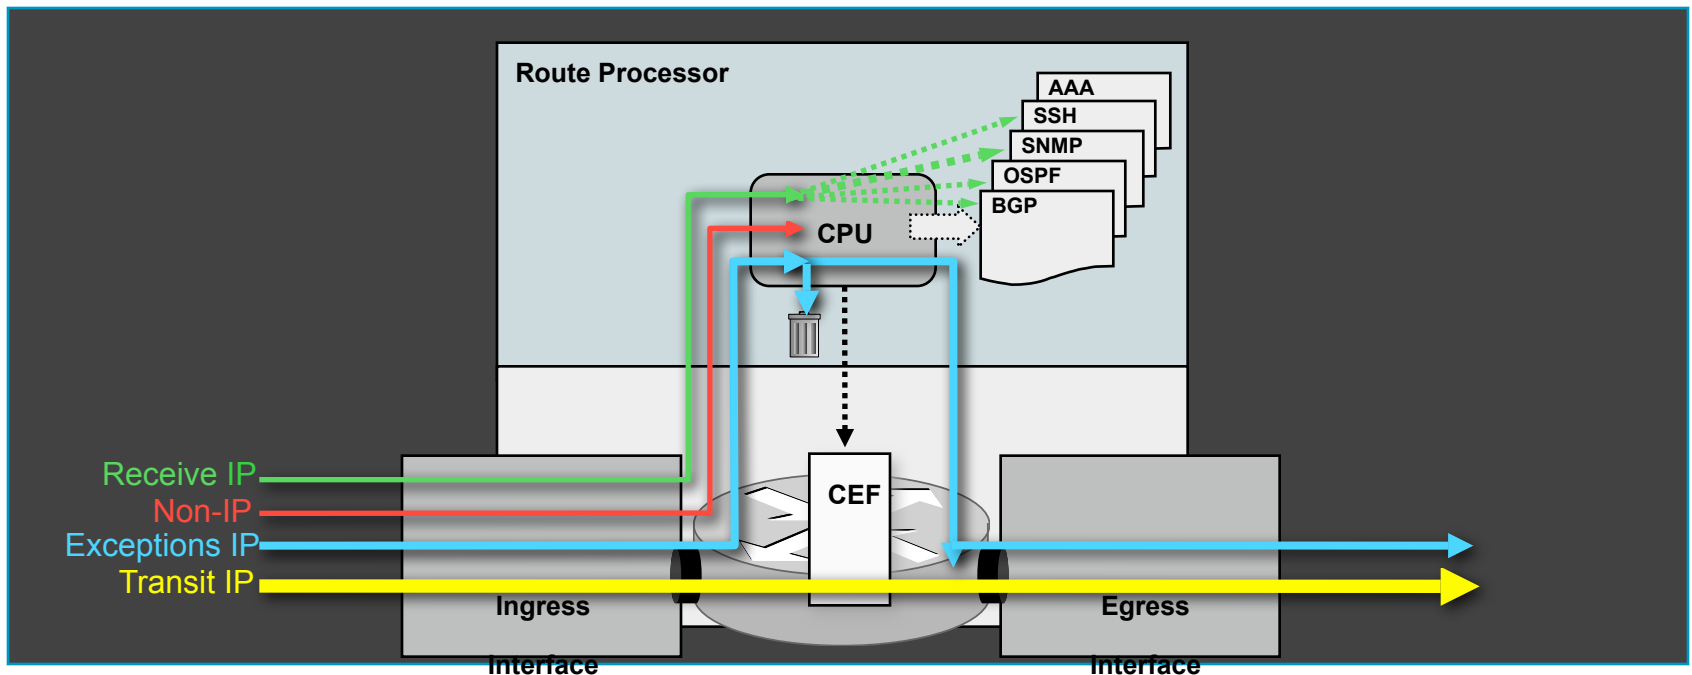 Route Processor
AAA
SSH
SNMP
OSPF
BGP
CPU
Receive IP
CEF
Non-IP
Exceptions IP
Transit IP
Ingress
Interface
Egress
Interface